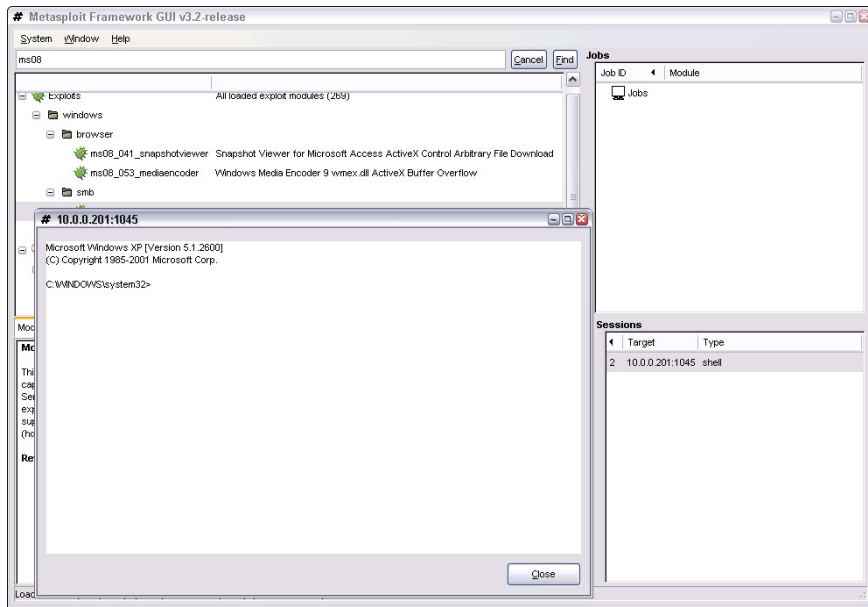 # Metasploit Framework GUI v3.2-release
System Window Help
ms08
Cancel Find
Exploits All loaded exploit modules (269)
windows
browser
ms08_041_snapshotviewer Snapshot Viewer for Microsoft Access ActiveX Control Arbitrary File Download
ms08_053_mediaencoder Windows Media Encoder 9 wmex.dll ActiveX Buffer Overflow
smb
# 10.0.0.201:1045
Microsoft Windows XP [Version 5.1.2600]
(C) Copyright 1985-2001 Microsoft Corp.
C:\WINDOWS\system32>
Close
Jobs
Job ID Module
Jobs
Sessions
Target Type
2 10.0.0.201:1045 shell